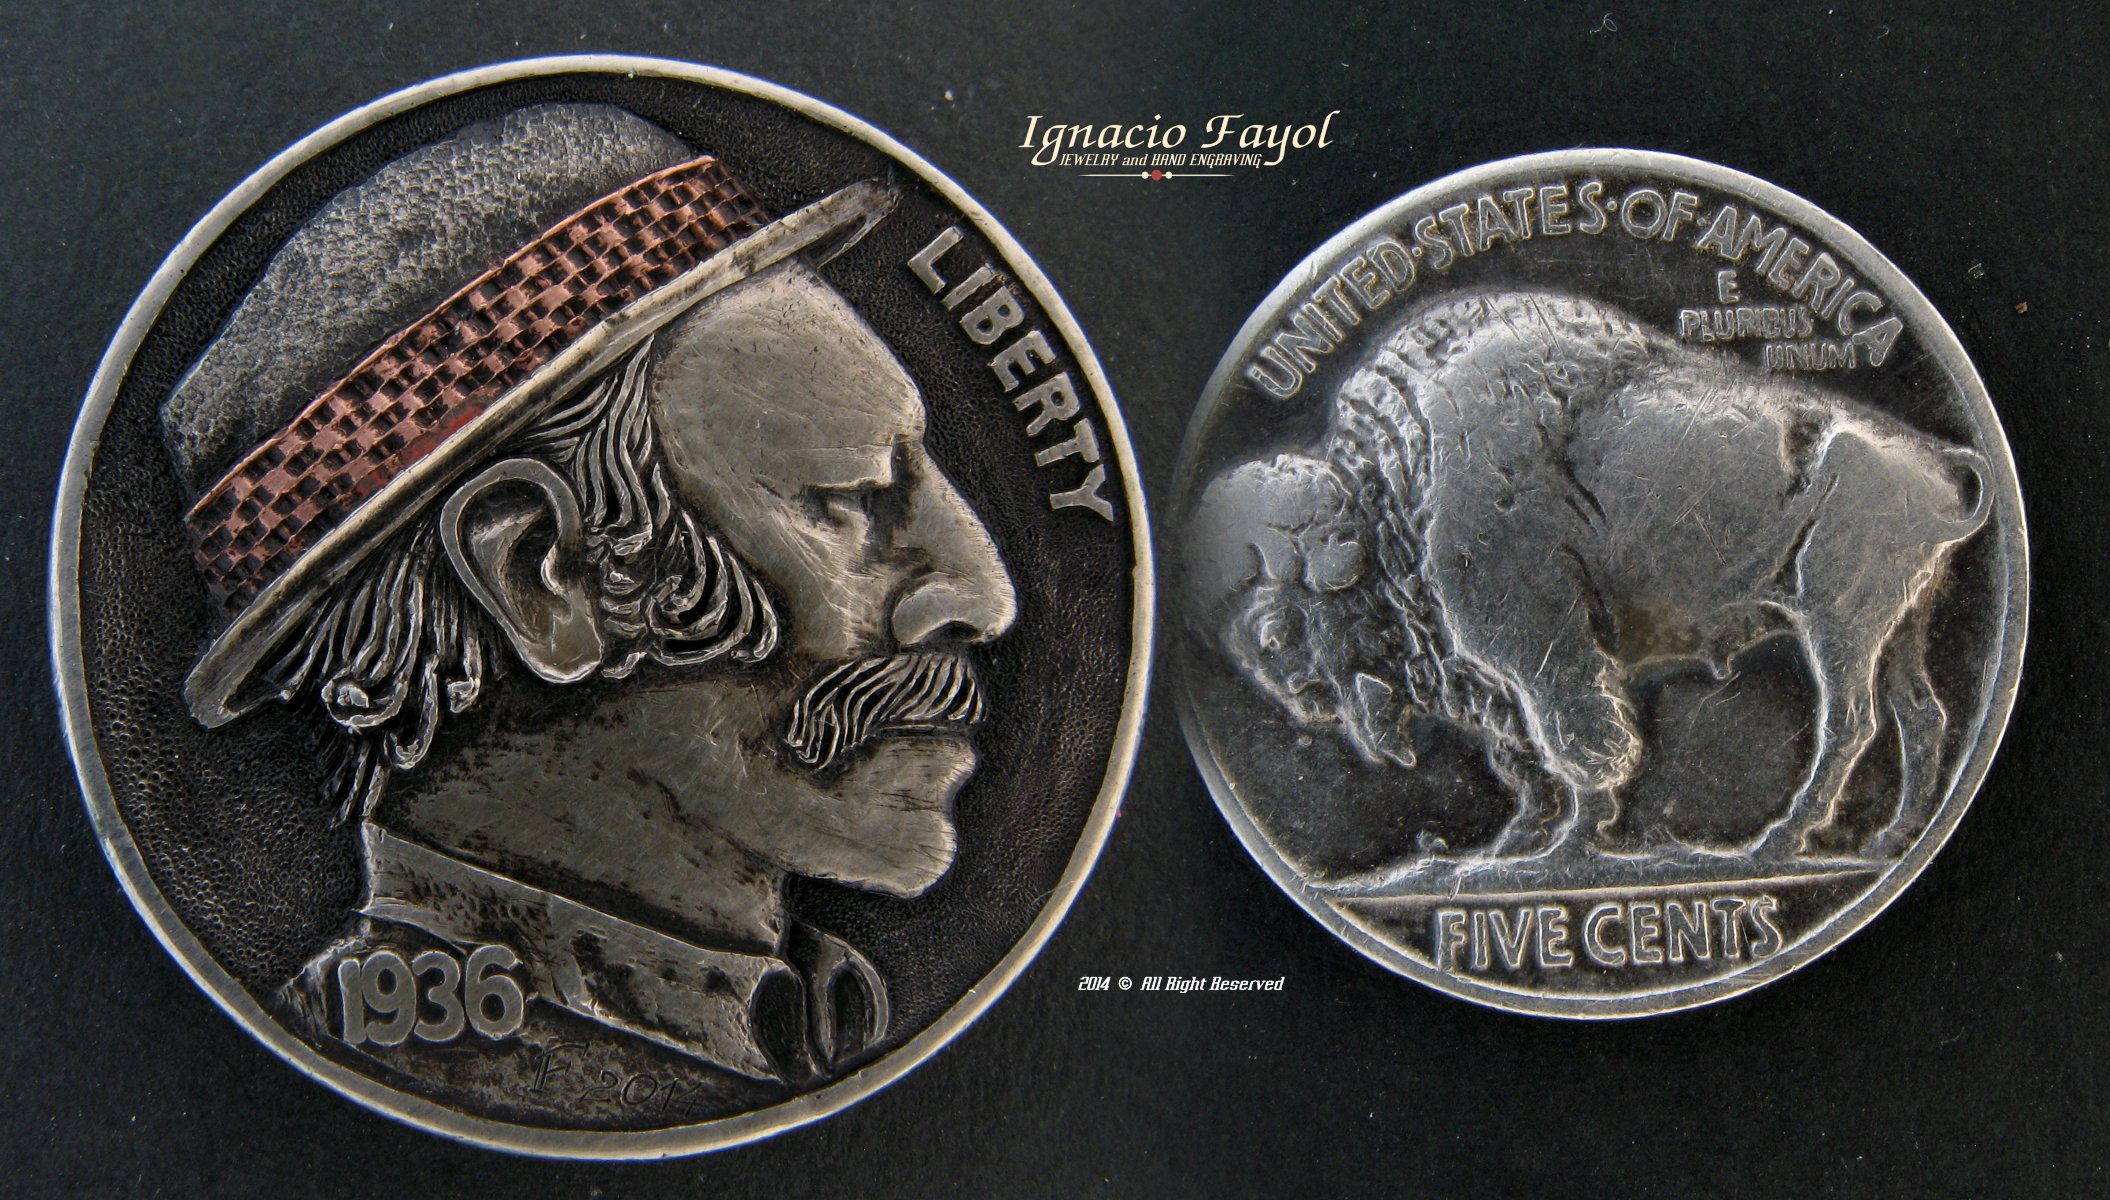 Ignacio Fayol
JEWELRY and HAND ENGRAVING
LIBERTY
1936
F 2014
UNITED·STATES·OF·AMERICA
E
PLURIBUS
UNUM
FIVE CENTS
2014 © All Right Reserved